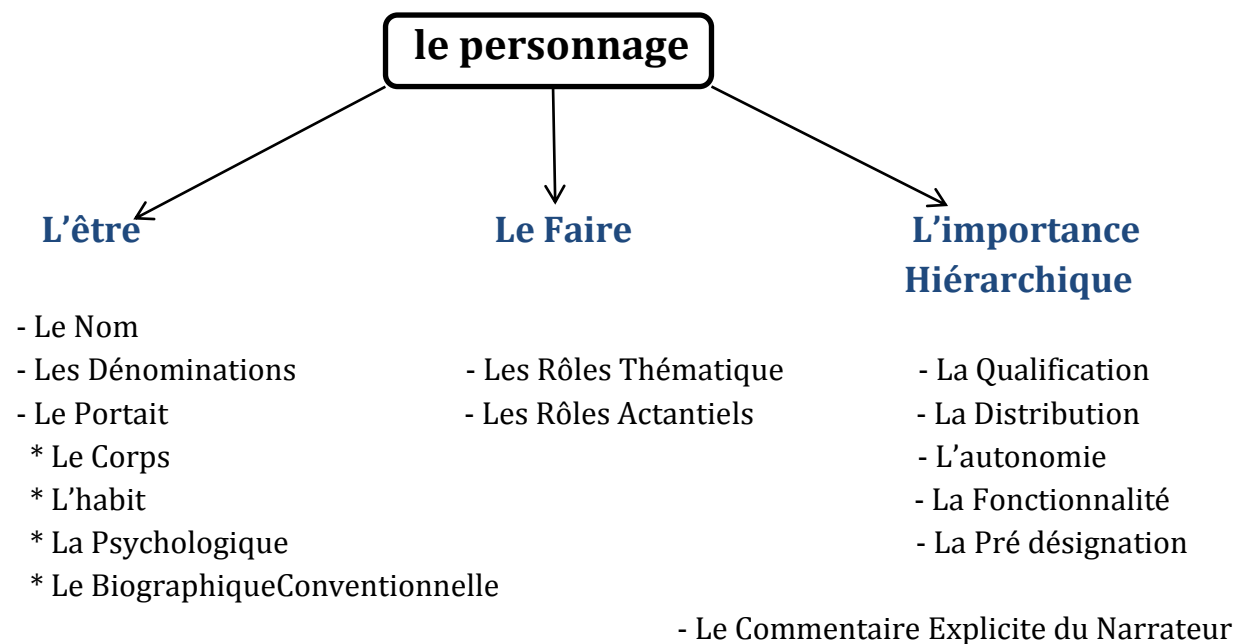 le personnage
L’être
Le Faire
L’importance
Hiérarchique
- Le Nom
- Les Dénominations
- Le Portait
* Le Corps
* L’habit
* La Psychologique
* Le BiographiqueConventionnelle
- Les Rôles Thématique
- Les Rôles Actantiels
- La Qualification
- La Distribution
- L’autonomie
- La Fonctionnalité
- La Pré désignation
- Le Commentaire Explicite du Narrateur